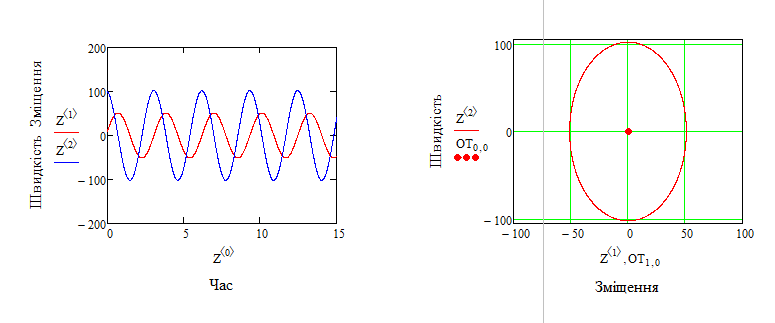 200
100
0
−100
−200
Швидкість Зміщення
Z⟨1⟩
Z⟨2⟩
0 5 10 15
Z⟨0⟩
Час
100
0
−100
Швидкість
Z⟨2⟩
OT0,0
−100 −50 0 50 100
Z⟨1⟩, OT1,0
Зміщення